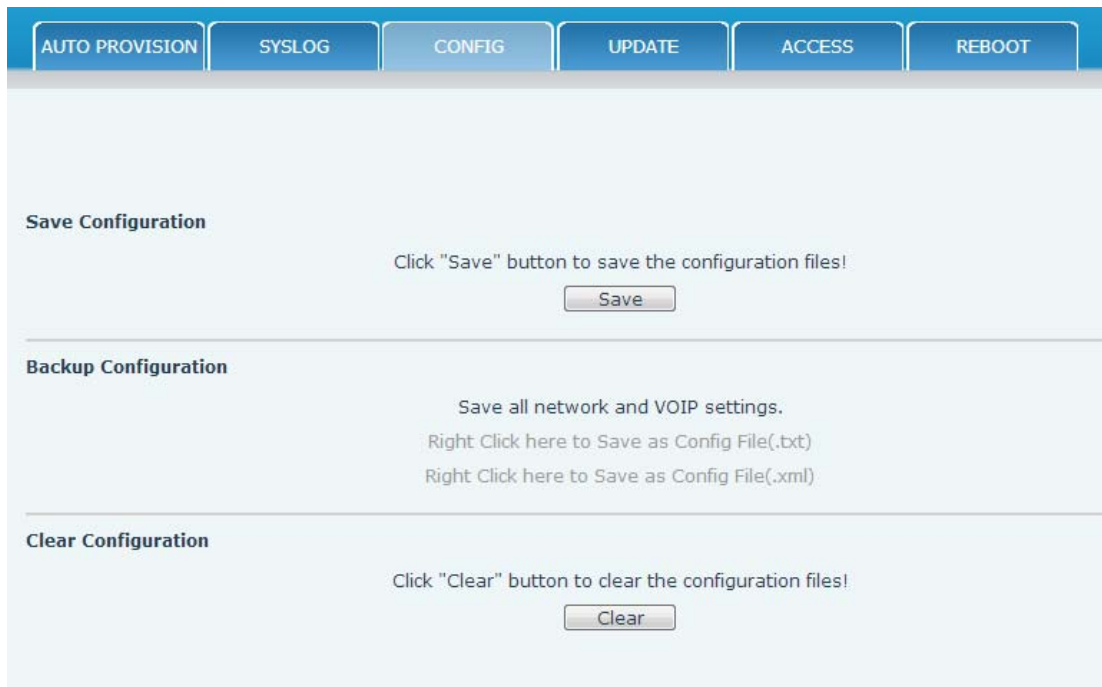 AUTO PROVISION SYSLOG CONFIG UPDATE ACCESS REBOOT
Save Configuration
Click "Save" button to save the configuration files!
Save
Backup Configuration
Save all network and VOIP settings.
Right Click here to Save as Config File(.txt)
Right Click here to Save as Config File(.xml)
Clear Configuration
Click "Clear" button to clear the configuration files!
Clear